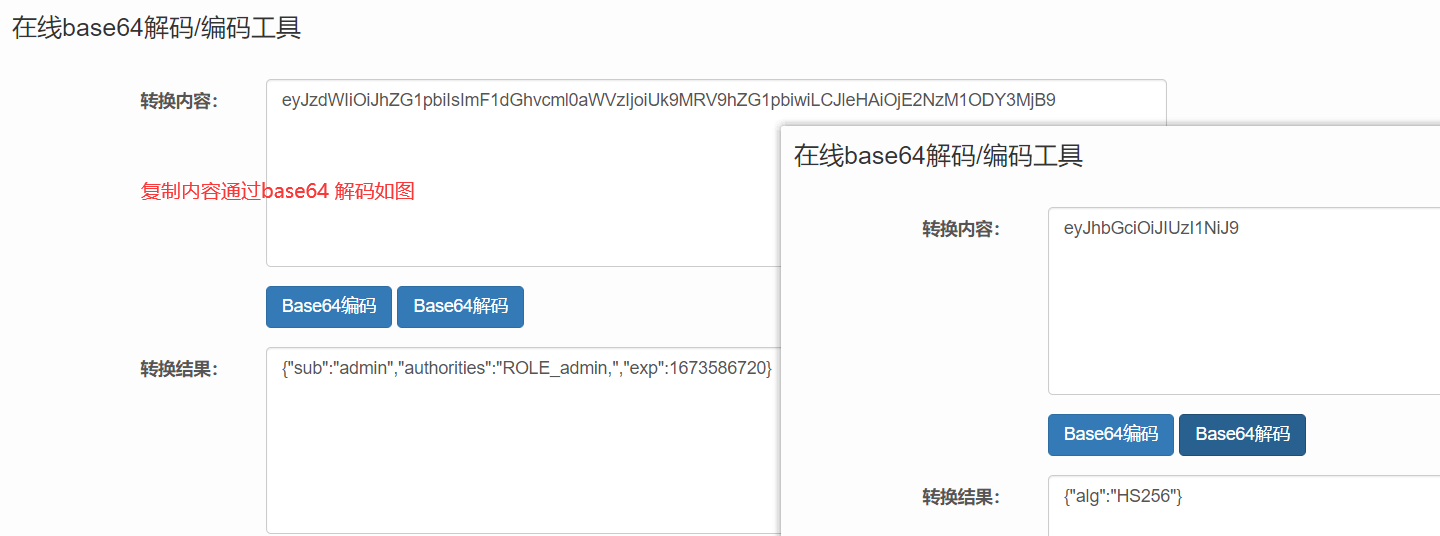 在线base64解码/编码工具
转换内容：
eyJzdWIiOiJhZG1pbiIsImF1dGhvcml0aWVzIjoiUk9MRV9hZG1pbiwiLCJleHAiOjE2NzM1ODY3MjB9
复制内容通过base64 解码如图
Base64编码 Base64解码
转换结果：
{"sub":"admin","authorities":"ROLE_admin,","exp":1673586720}
在线base64解码/编码工具
转换内容：
eyJhbGciOiJIUzI1NiJ9
Base64编码 Base64解码
转换结果：
{"alg":"HS256"}